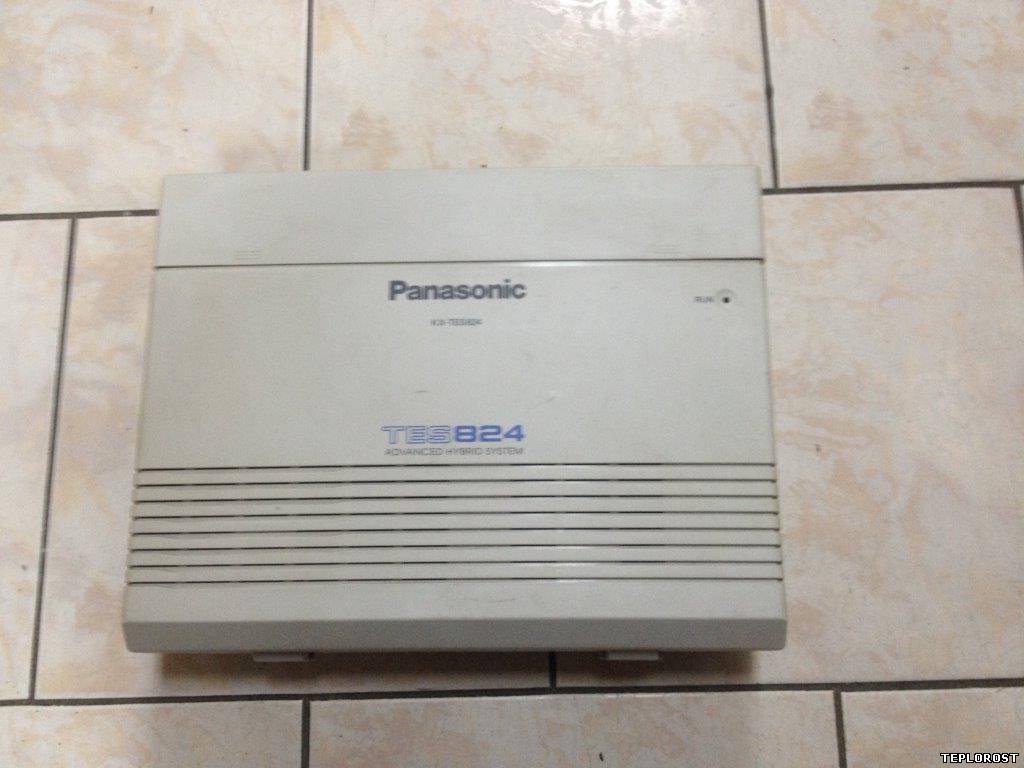 Panasonic
RUN
KX-TES824
TES824
ADVANCED HYBRID SYSTEM
TEPLOROST